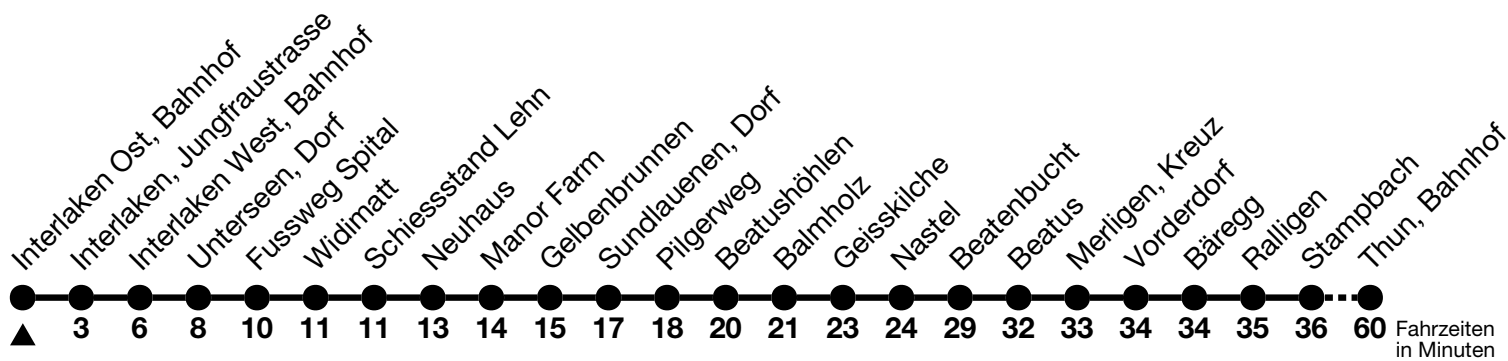 Interlaken Ost, Bahnhof
Interlaken, Jungfraustrasse
Interlaken West, Bahnhof
Unterseen, Dorf
Fussweg Spital
Widimatt
Schiessstand Lehn
Neuhaus
Manor Farm
Gelbenbrunnen
Sundlauenen, Dorf
Pilgerweg
Beatushöhlen
Balmholz
Geisskilche
Nastel
Beatenbucht
Beatus
Merligen, Kreuz
Vorderdorf
Bäregg
Ralligen
Stampbach
Thun, Bahnhof
3 6 8 10 11 11 13 14 15 17 18 20 21 23 24 29 32 33 34 34 35 36 60 Fahrzeiten
in Minuten